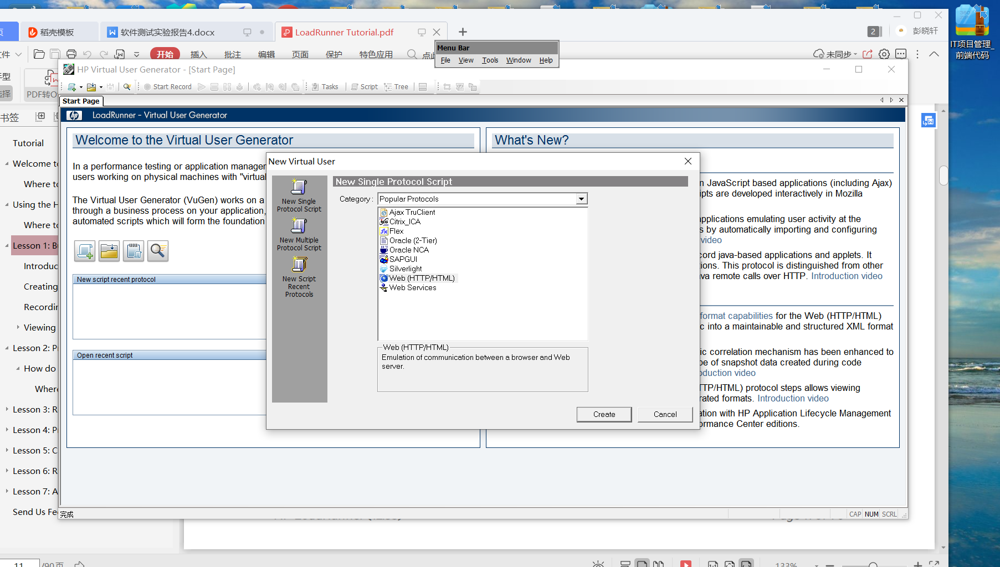 稻壳模板
软件测试实验报告4.docx
LoadRunner Tutorial.pdf
2
彭晓轩
文件
开始
插入
批注
编辑
页面
保护
特色应用
未同步
Menu Bar
File View Tools Window Help
IT项目管理_
前端代码
PDF转O
书签
Tutorial
Welcome to
Where to
Using the H
Where to
Lesson 1: B
Introduc
Creating
Recordin
Viewing
Lesson 2: P
How do
Where
Lesson 3: R
Lesson 4: P
Lesson 5: C
Lesson 6: R
Lesson 7: A
Send Us Fe
HP Virtual User Generator - [Start Page]
Start Record
Tasks
Script
Tree
Start Page
hp
LoadRunner - Virtual User Generator
Welcome to the Virtual User Generator
In a performance testing or application manager
users working on physical machines with "virtual
The Virtual User Generator (VuGen) works on a
through a business process on your application,
automated scripts which will form the foundation
New script recent protocol
Open recent script
What's New?
n JavaScript based applications (including Ajax)
ipts are developed interactively in Mozilla
applications emulating user activity at the
s by automatically importing and configuring
video
cord java-based applications and applets. It
tions. This protocol is distinguished from other
va remote calls over HTTP. Introduction video
format capabilities for the Web (HTTP/HTML)
c into a maintainable and structured XML format
ic correlation mechanism has been enhanced to
pe of snapshot data created during code
oduction video
TTP/HTML) protocol steps allows viewing
rated formats. Introduction video
ation with HP Application Lifecycle Management
ormance Center editions.
New Virtual User
New Single
Protocol Script
New Multiple
Protocol Script
New Script
Recent
Protocols
New Single Protocol Script
Category :
Popular Protocols
Ajax TruClient
Citrix_ICA
Flex
Oracle (2-Tier)
Oracle NCA
SAPGUI
Silverlight
Web (HTTP/HTML)
Web Services
Web (HTTP/HTML)
Emulation of communication between a browser and Web
server.
Create
Cancel
完成
CAP NUM SCRL
11
/90页
133%